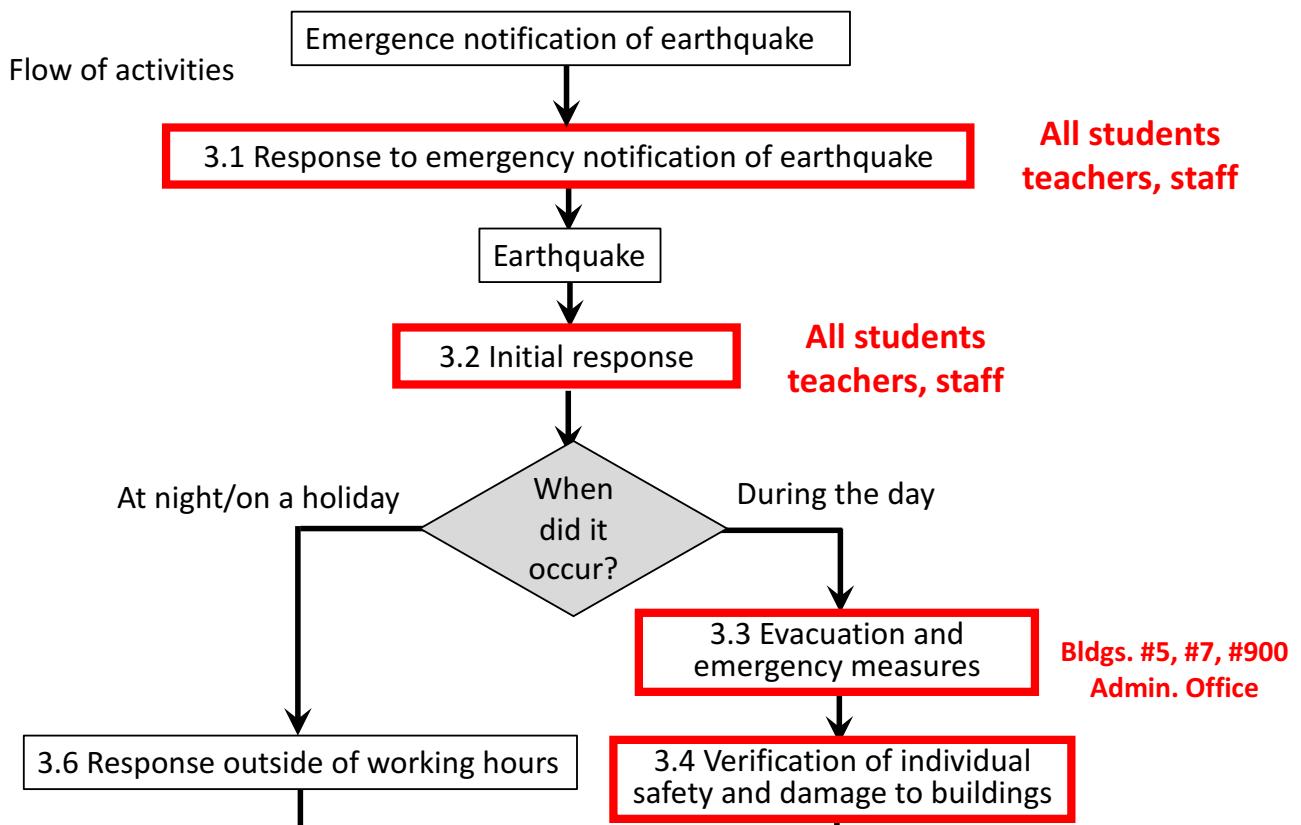 Emergence notification of earthquake
Flow of activities
3.1 Response to emergency notification of earthquake
All students
teachers, staff
Earthquake
3.2 Initial response
All students
teachers, staff
At night/on a holiday
When
did it
occur?
During the day
3.3 Evacuation and
emergency measures
Bldgs. #5, #7, #900
Admin. Office
3.6 Response outside of working hours
3.4 Verification of individual
safety and damage to buildings